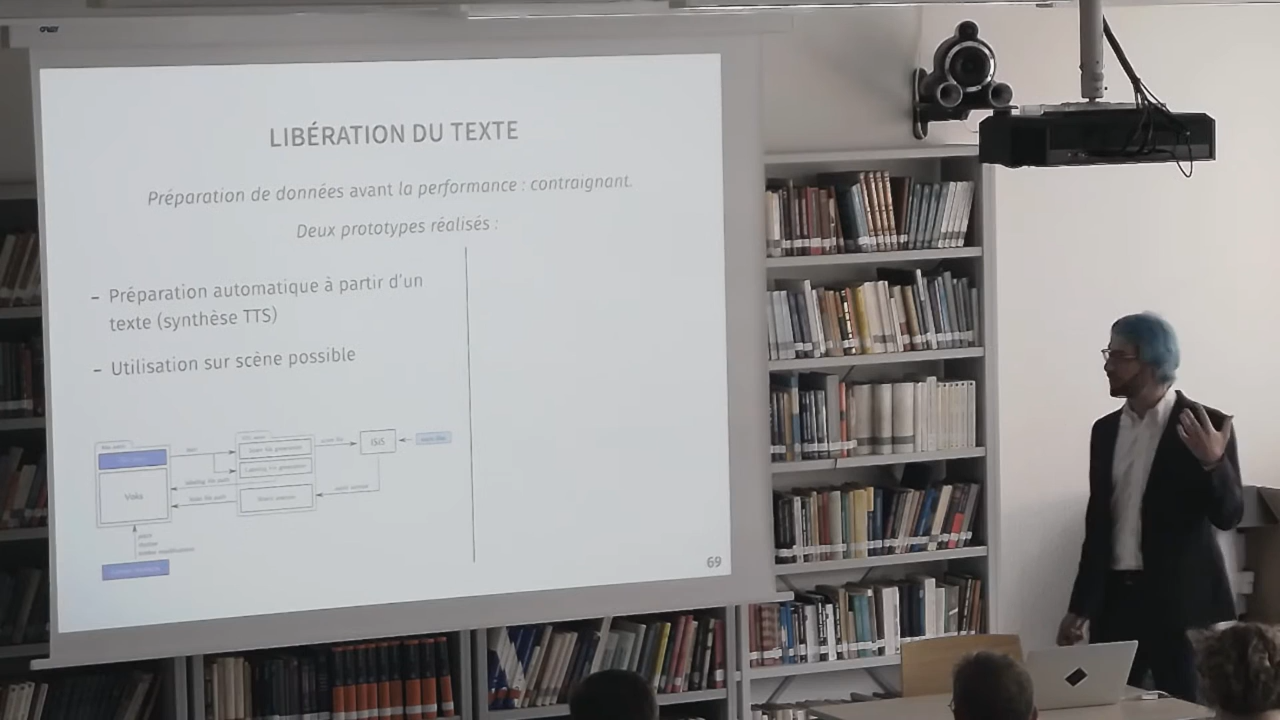 LIBÉRATION DU TEXTE
Préparation de données avant la performance : contraignant.
Deux prototypes réalisés :
– Préparation automatique à partir d'un
texte (synthèse TTS)
– Utilisation sur scène possible
ISiS
Voks
69